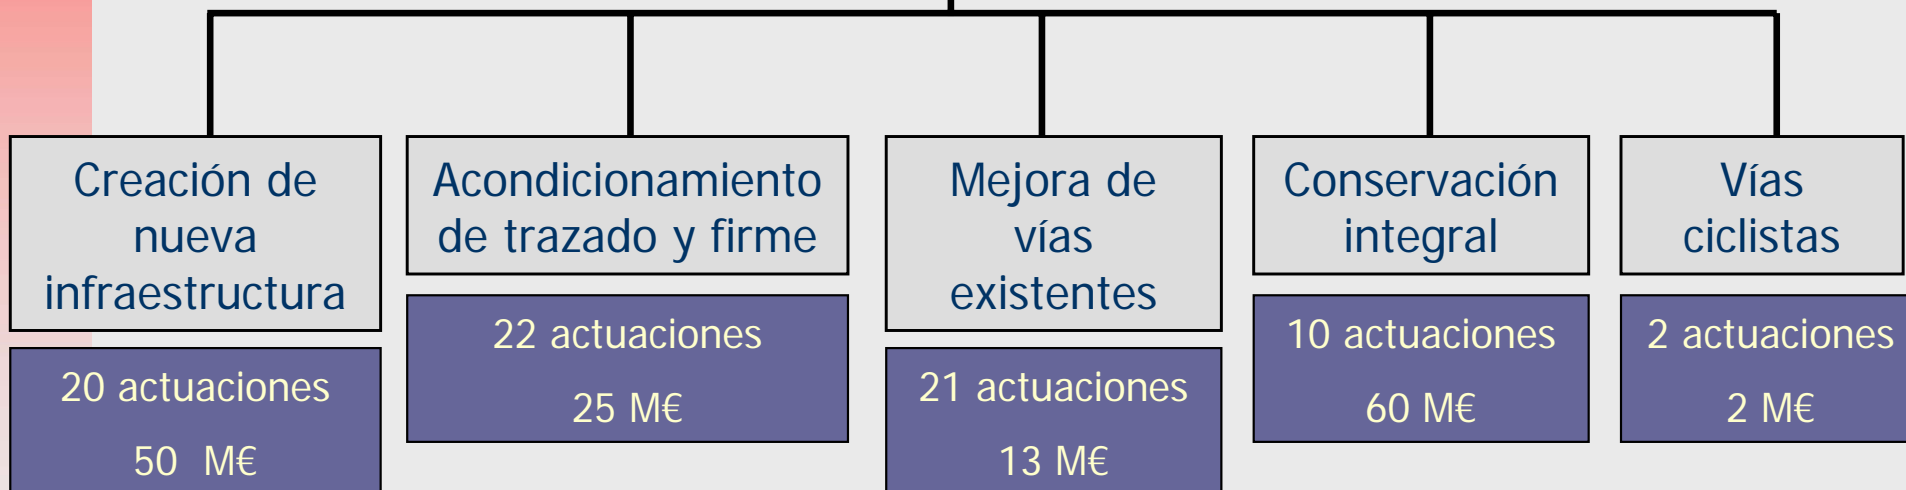 Creación de
nueva
infraestructura
20 actuaciones
50 M€
Acondicionamiento
de trazado y firme
22 actuaciones
25 M€
Mejora de
vías
existentes
21 actuaciones
13 M€
Conservación
integral
10 actuaciones
60 M€
Vías
ciclistas
2 actuaciones
2 M€